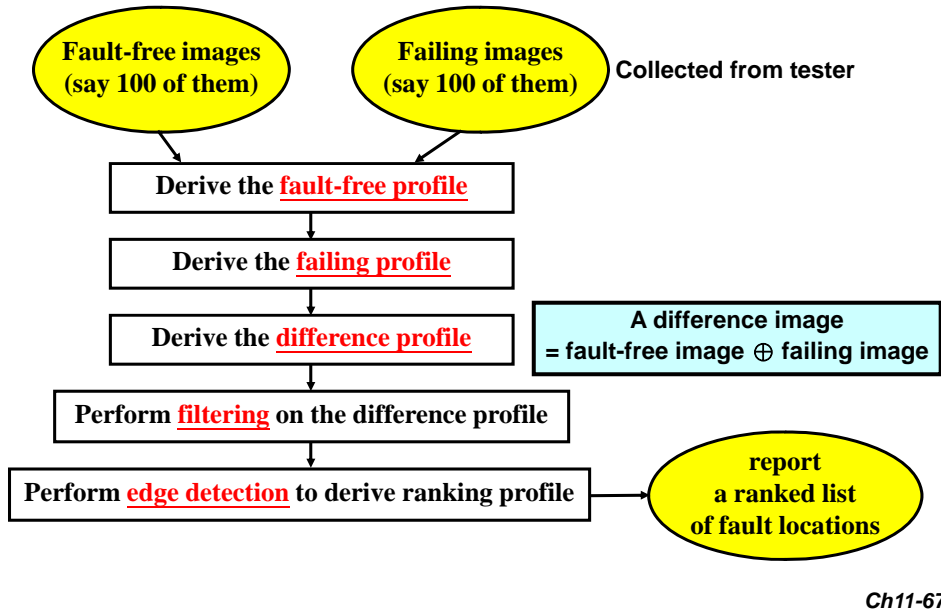 Fault-free images
(say 100 of them)
Failing images
(say 100 of them)
Collected from tester
Derive the fault-free profile
Derive the failing profile
Derive the difference profile
A difference image
= fault-free image ⊕ failing image
Perform filtering on the difference profile
Perform edge detection to derive ranking profile
report
a ranked list
of fault locations
Ch11-67